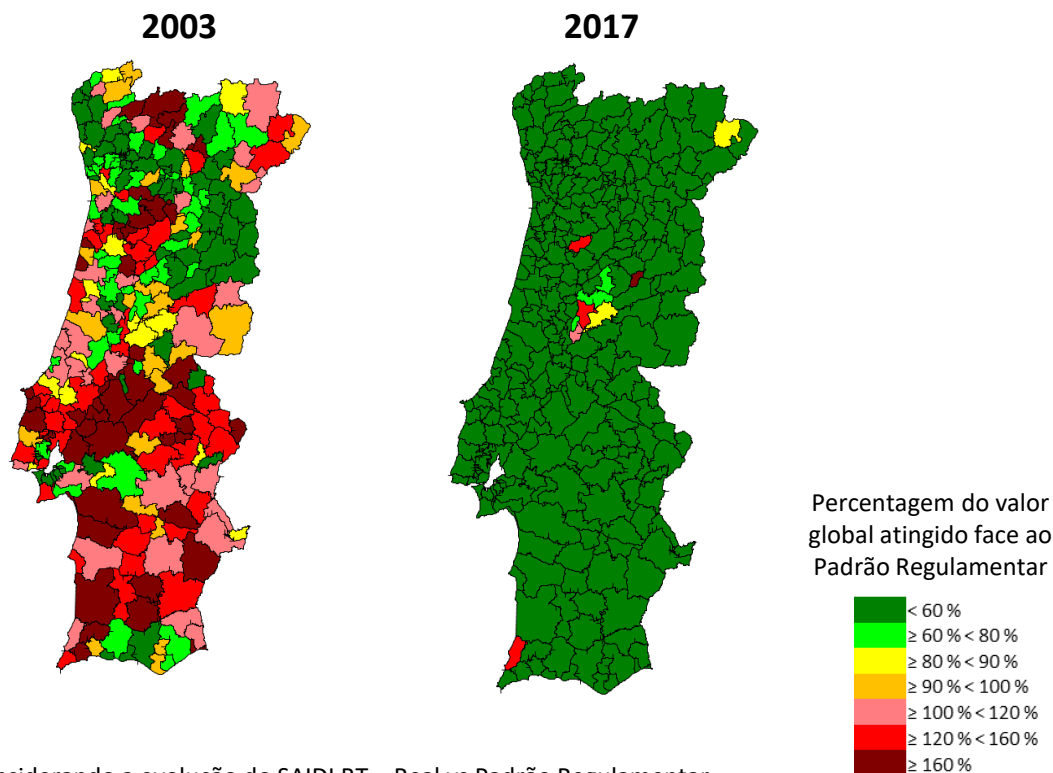 2003
2017
Percentagem do valor
global atingido face ao
Padrão Regulamentar
< 60 %
≥ 60 % < 80 %
≥ 80 % < 90 %
≥ 90 % < 100 %
≥ 100 % < 120 %
≥ 120 % < 160 %
≥ 160 %